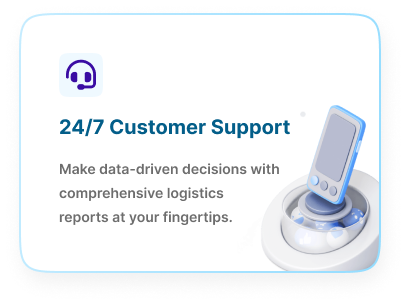 24/7 Customer Support
Make data-driven decisions with
comprehensive logistics
reports at your fingertips.